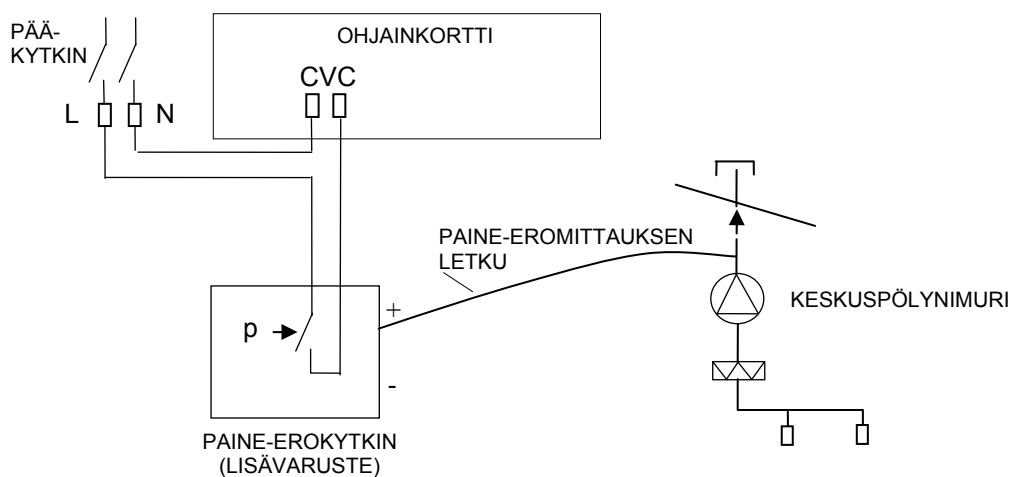 PÄÄ-
KYTKIN
OHJAINKORTTI
CVC
L N
PAINE-EROMITTAUKSEN
LETKU
KESKUSPÖLYNIMURI
+
p
-
PAINE-EROKYTKIN
(LISÄVARUSTE)